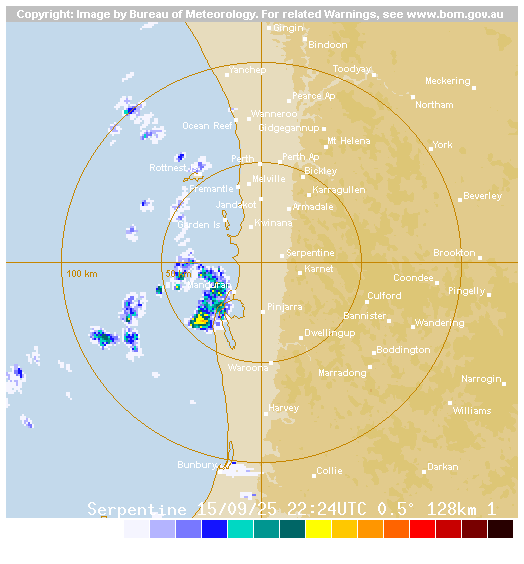 Copyright: Image by Bureau of Meteorology. For related Warnings, see www.bom.gov.au
Gingin
Bindoon
Yanchep
Toodyay
Meckering
Pearce Ap
Northam
Wanneroo
Ocean Reef
Gidgegannup
Mt Helena
York
Perth
Perth Ap
Rottnest
Bickley
Melville
Fremantle
Karragullen
Beverley
Jandakot
Armadale
Garden Is
Kwinana
Serpentine
Brookton
100 km
50 km
Karnet
Coondee
Mandurah
Pingelly
Culford
Pinjarra
Bannister
Wandering
Dwellingup
Boddington
Waroona
Marradong
Narrogin
Harvey
Williams
Bunbury
Collie
Darkan
Serpentine 15/09/25 22:24UTC 0.5° 128km 1